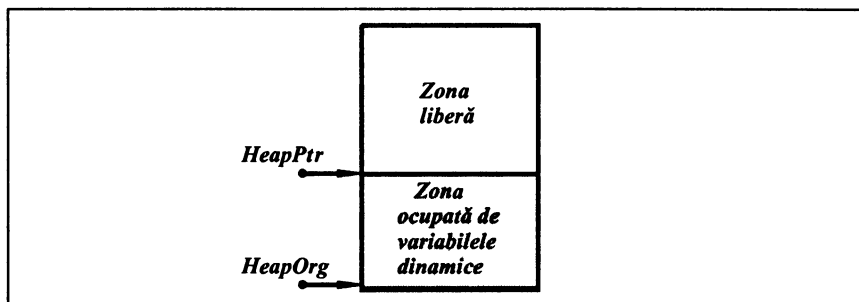 Zona
liberă
HeapPtr
Zona
ocupată de
variabilele
dinamice
HeapOrg